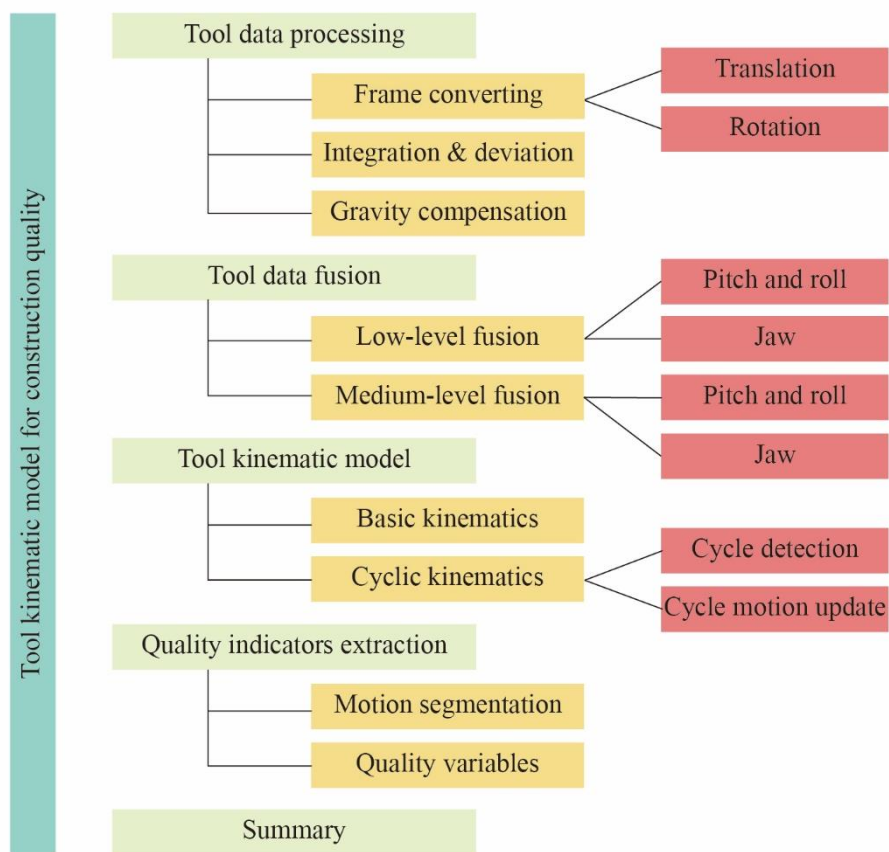 Tool kinematic model for construction quality
Tool data processing
Frame converting
Translation
Rotation
Integration & deviation
Gravity compensation
Tool data fusion
Low-level fusion
Pitch and roll
Jaw
Medium-level fusion
Pitch and roll
Jaw
Tool kinematic model
Basic kinematics
Cyclic kinematics
Cycle detection
Cycle motion update
Quality indicators extraction
Motion segmentation
Quality variables
Summary